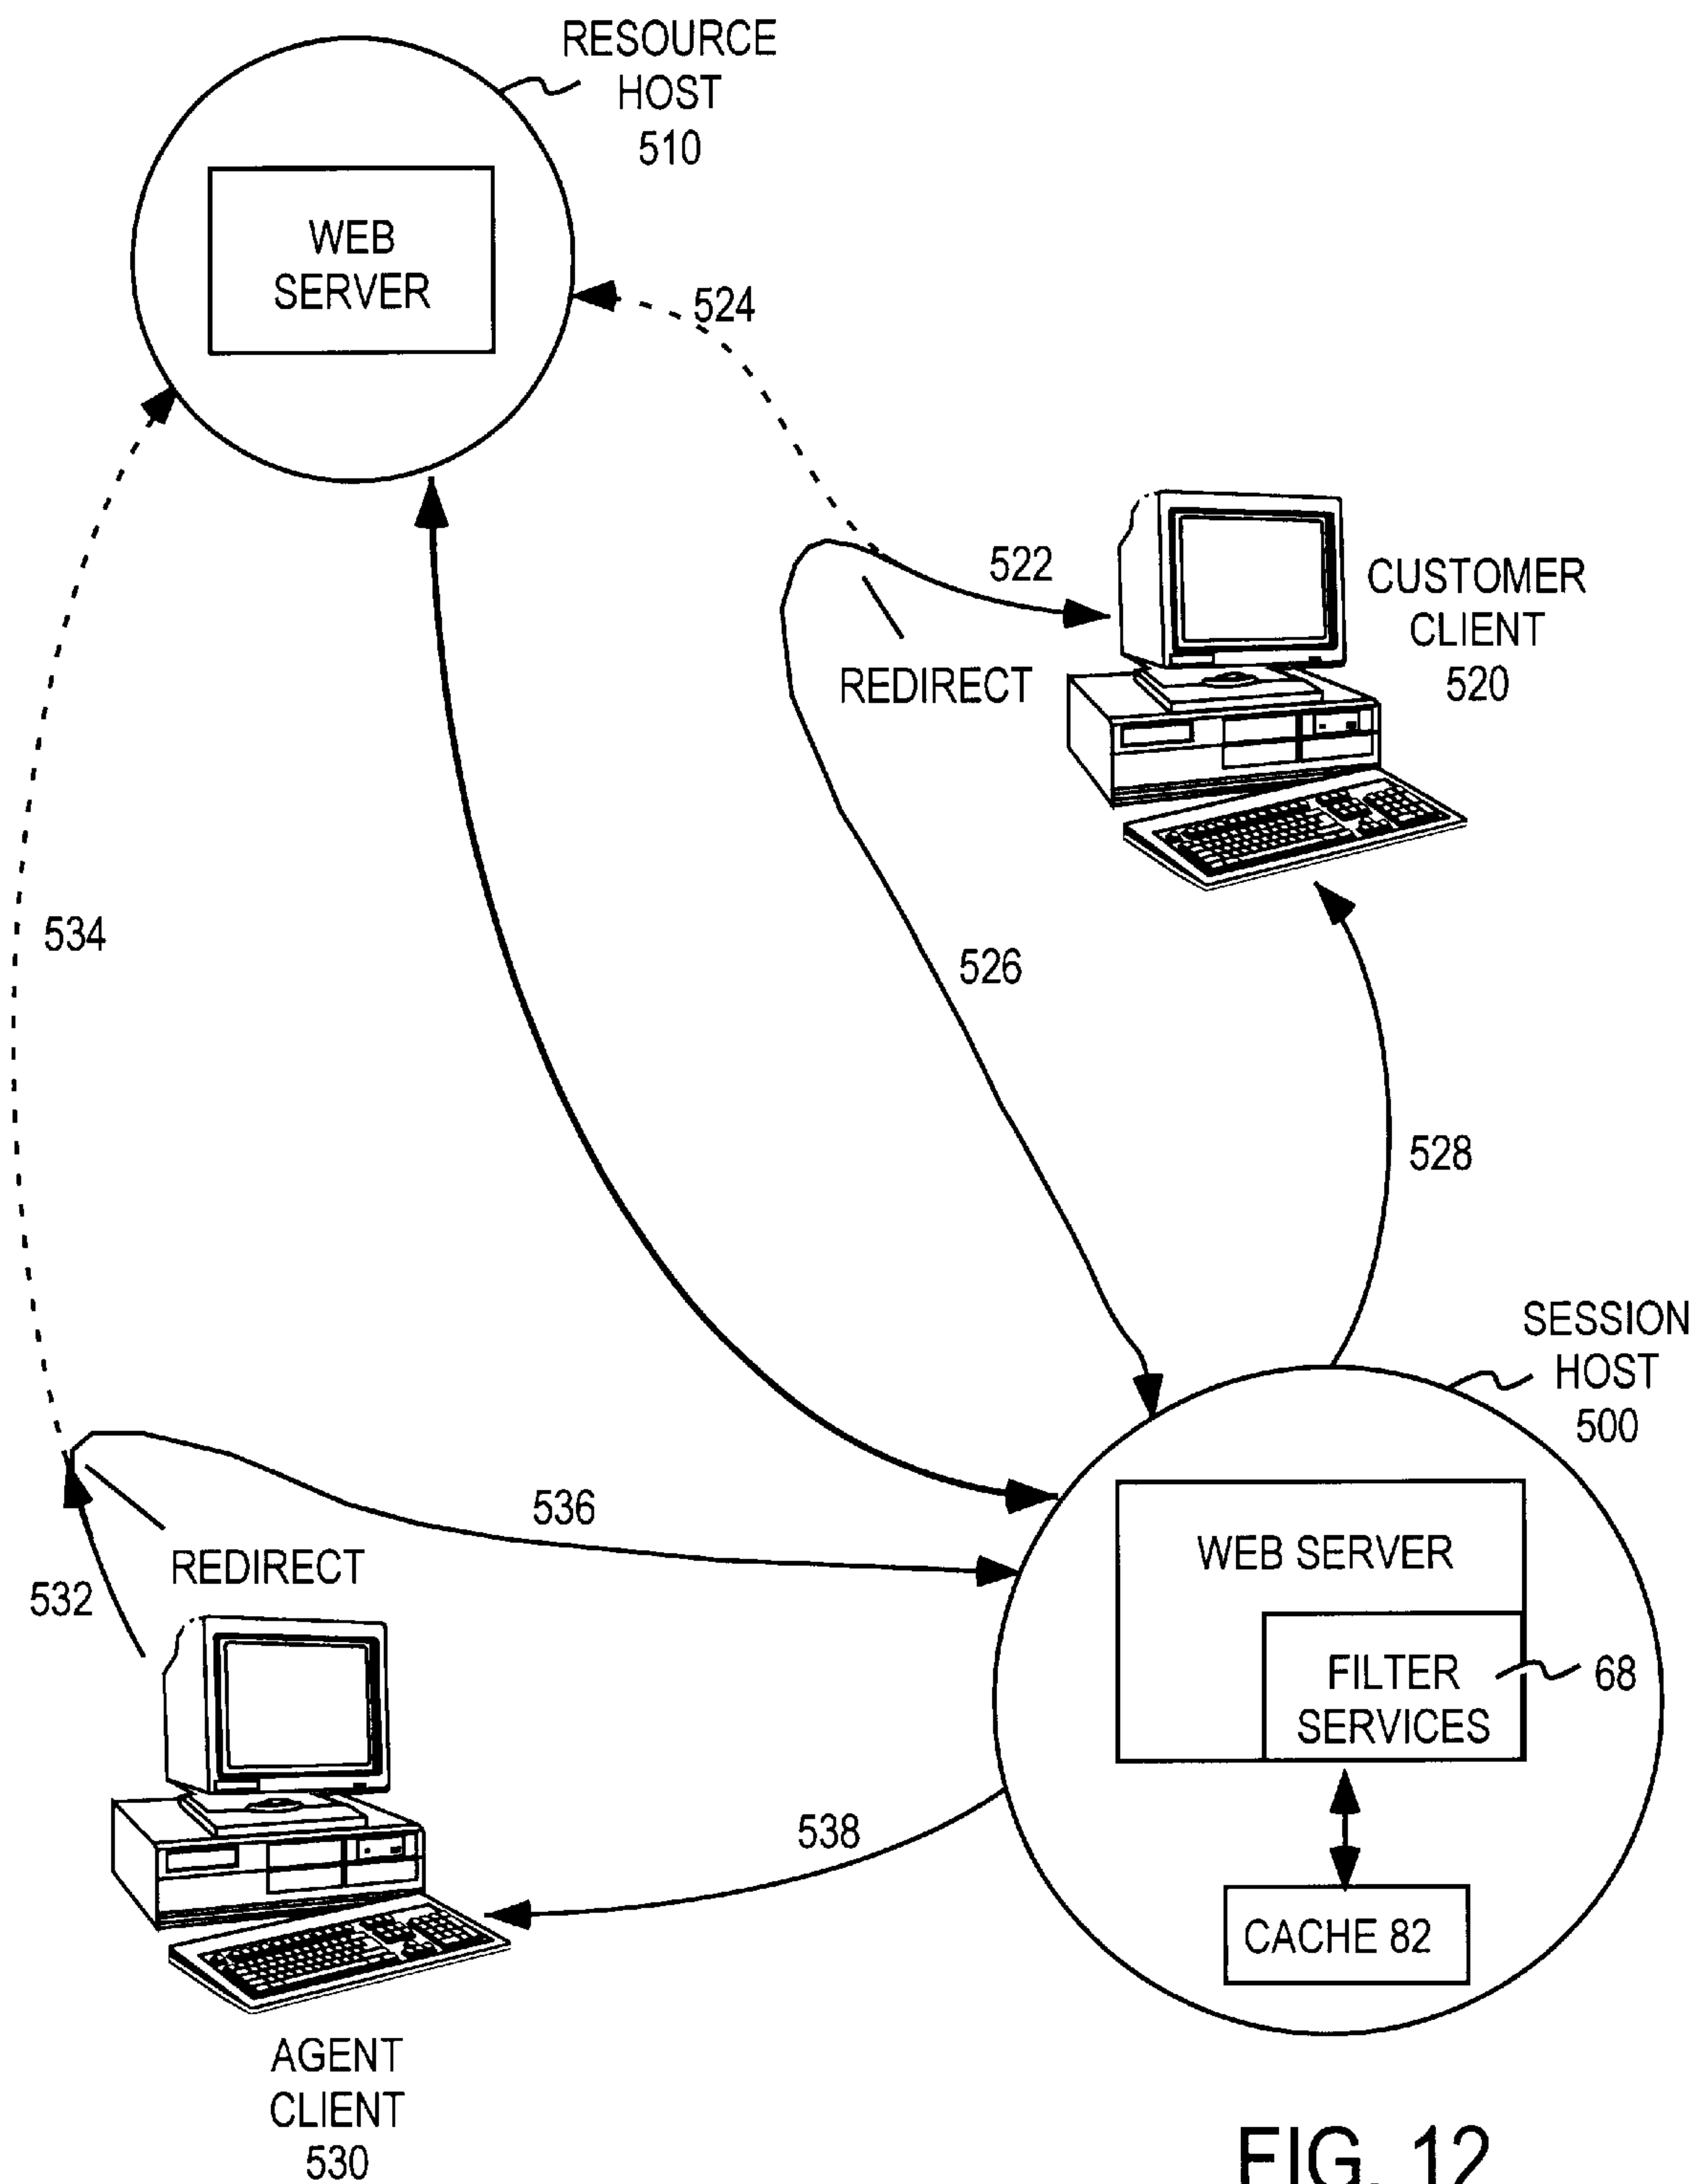 RESOURCE
HOST
510
WEB
SERVER
524
522
CUSTOMER
CLIENT
520
REDIRECT
534
526
528
SESSION
HOST
500
536
WEB SERVER
REDIRECT
532
FILTER
SERVICES
68
538
CACHE 82
AGENT
CLIENT
530
FIG. 12